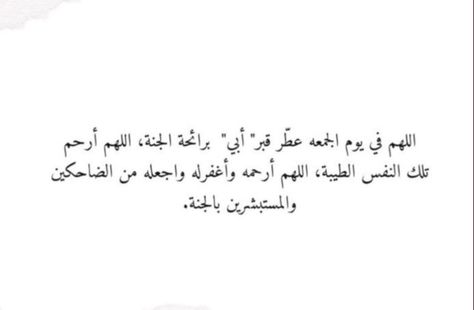 اللهم في يوم الجمعه عطّر قبر" أبي" برائحة الجنة، اللهم أرحم
تلك النفس الطيبة، اللهم أرحمه وأغفرله واجعله من الضاحكين
والمستبشرين بالجنة.